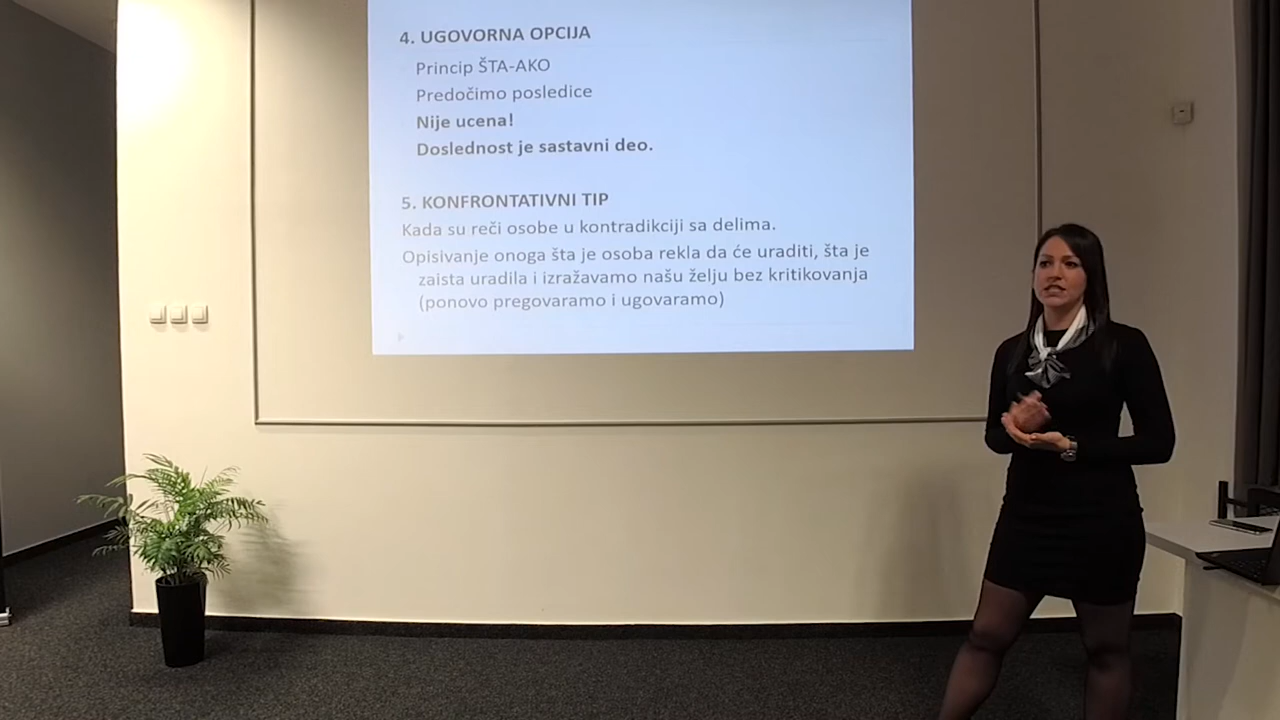 4. UGOVORNA OPCIJA
Princip ŠTA-AKO
Predočimo posledice
Nije ucena!
Doslednost je sastavni deo.
5. KONFRONTATIVNI TIP
Kada su reči osobe u kontradikciji sa delima.
Opisivanje onoga šta je osoba rekla da će uraditi, šta je
zaista uradila i izražavamo našu želju bez kritikovanja
(ponovo pregovaramo i ugovaramo)